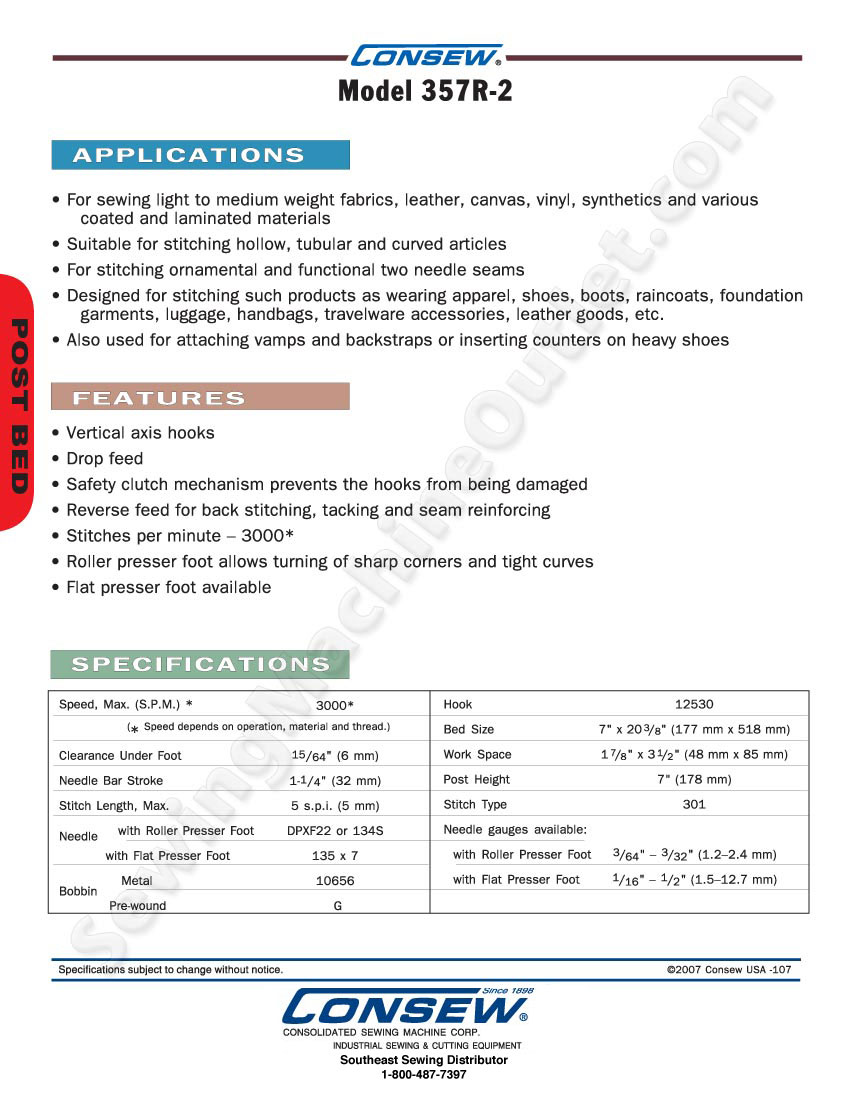 CONSEW®
Model 357R-2
APPLICATIONS
• For sewing light to medium weight fabrics, leather, canvas, vinyl, synthetics and various
coated and laminated materials
• Suitable for stitching hollow, tubular and curved articles
• For stitching ornamental and functional two needle seams
• Designed for stitching such products as wearing apparel, shoes, boots, raincoats, foundation
garments, luggage, handbags, travelware accessories, leather goods, etc.
• Also used for attaching vamps and backstraps or inserting counters on heavy shoes
POST BED
FEATURES
• Vertical axis hooks
• Drop feed
• Safety clutch mechanism prevents the hooks from being damaged
• Reverse feed for back stitching, tacking and seam reinforcing
• Stitches per minute – 3000*
• Roller presser foot allows turning of sharp corners and tight curves
• Flat presser foot available
SPECIFICATIONS
Speed, Max. (S.P.M.) * 3000*
(* Speed depends on operation, material and thread.)
Clearance Under Foot 15/64" (6 mm)
Needle Bar Stroke 1-1/4" (32 mm)
Stitch Length, Max. 5 s.p.i. (5 mm)
Needle with Roller Presser Foot DPXF22 or 134S
with Flat Presser Foot 135 x 7
Bobbin Metal 10656
Pre-wound G
Hook 12530
Bed Size 7" x 20 3/8" (177 mm x 518 mm)
Work Space 1 7/8" x 3 1/2" (48 mm x 85 mm)
Post Height 7" (178 mm)
Stitch Type 301
Needle gauges available:
with Roller Presser Foot 3/64" – 3/32" (1.2–2.4 mm)
with Flat Presser Foot 1/16" – 1/2" (1.5–12.7 mm)
SewingMachineOutlet.com
Specifications subject to change without notice. ©2007 Consew USA -107
Since 1898
CONSEW®
CONSOLIDATED SEWING MACHINE CORP.
INDUSTRIAL SEWING & CUTTING EQUIPMENT
Southeast Sewing Distributor
1-800-487-7397